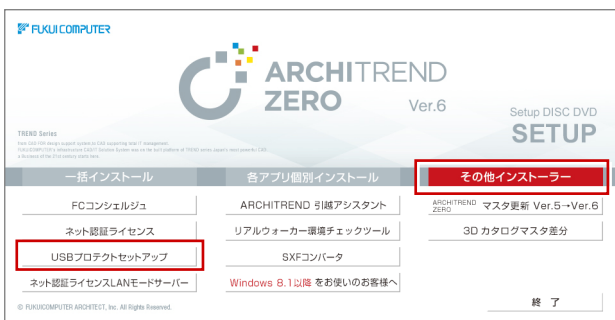 FUKUI COMPUTER
ARCHITREND
ZERO Ver.6
Setup DISC DVD
SETUP
TREND Series
一括インストール 各アプリ個別インストール その他インストーラー
FCコンシェルジュ ARCHITREND 引越アシスタント ARCHITREND ZERO マスタ更新 Ver.5→Ver.6
ネット認証ライセンス リアルウォーカー環境チェックツール 3D カタログマスタ差分
USBプロテクトセットアップ SXFコンバータ
ネット認証ライセンスLANモードサーバー Windows 8.1以降 をお使いのお客様へ
© FUKUICOMPUTER ARCHITECT, Inc. All Rights Reserved.
終 了